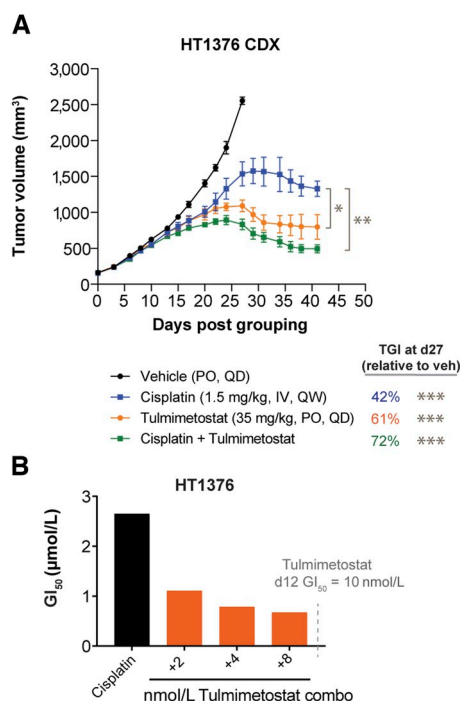 A
HT1376 CDX
Tumor volume (mm³)
3,000
2,500
2,000
1,500
1,000
500
0
0 5 10 15 20 25 30 35 40 45 50
* **
Days post grouping
TGI at d27
(relative to veh)
Vehicle (PO, QD)
Cisplatin (1.5 mg/kg, IV, QW) 42% ***
Tulmimetostat (35 mg/kg, PO, QD) 61% ***
Cisplatin + Tulmimetostat 72% ***
B
HT1376
GI₅₀ (µmol/L)
3
2
1
0
Tulmimetostat
d12 GI₅₀ = 10 nmol/L
Cisplatin +2 +4 +8
nmol/L Tulmimetostat combo